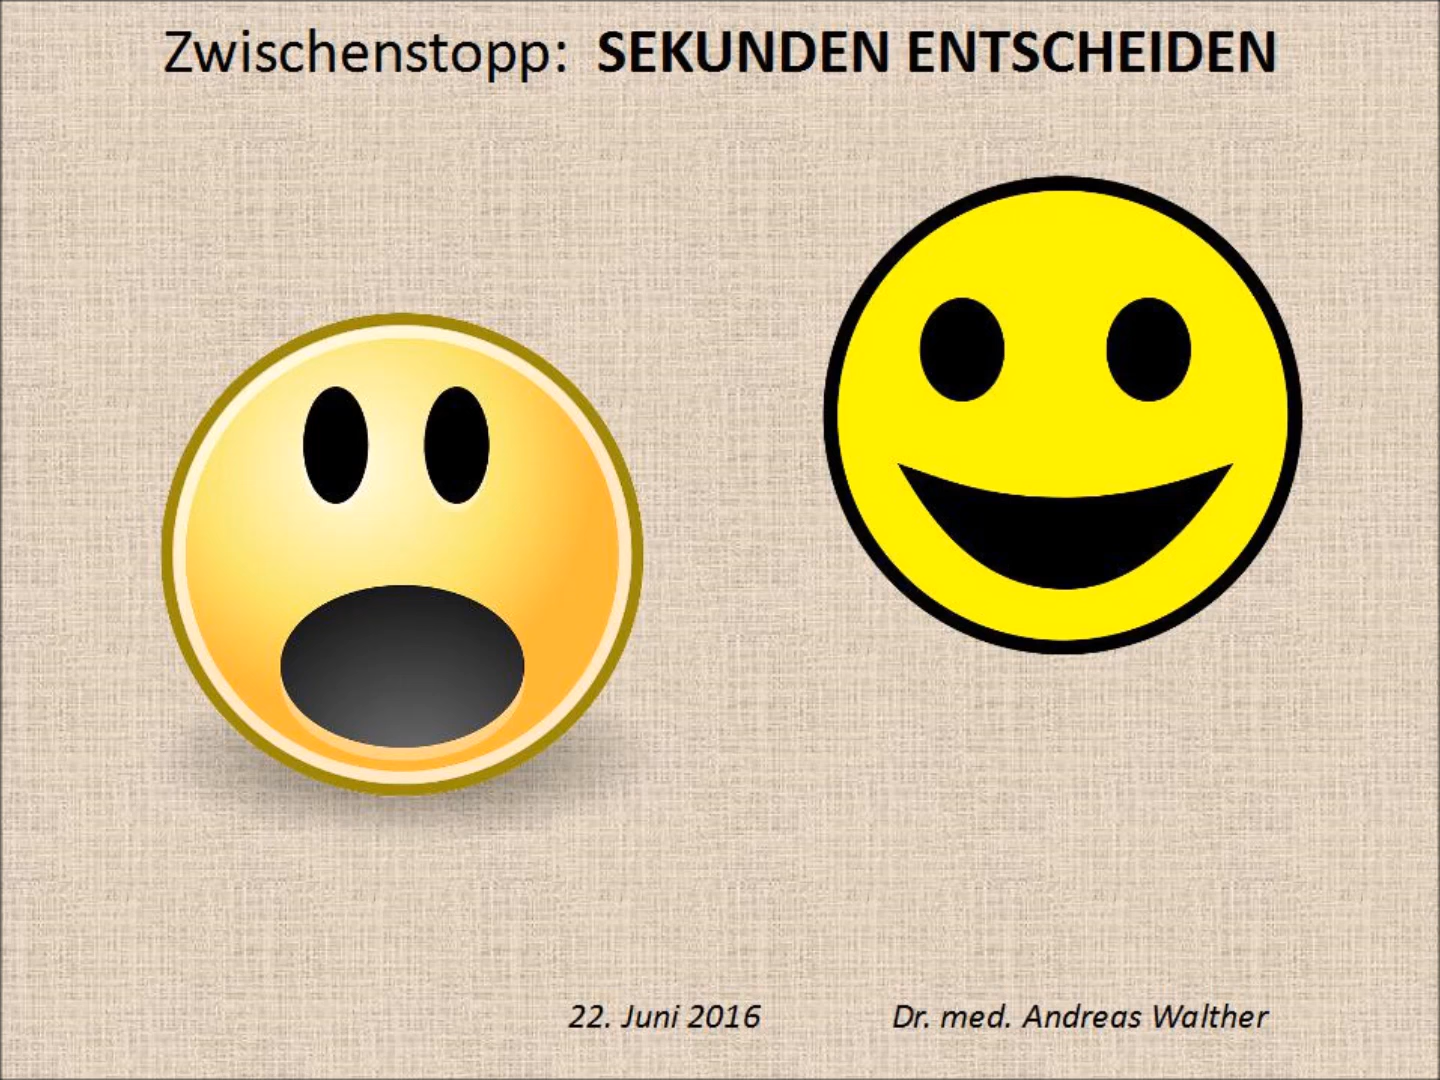 Zwischenstopp: SEKUNDEN ENTSCHEIDEN
22. Juni 2016 Dr. med. Andreas Walther